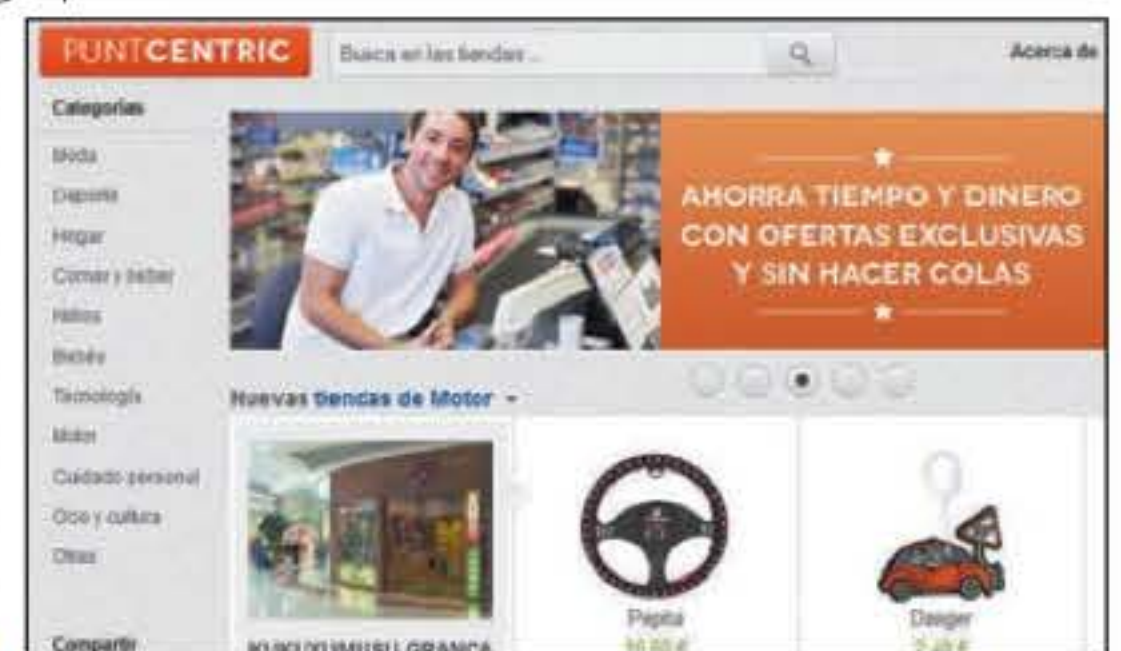 PUNTCENTRIC
Busca en las tiendas ...
Acerca de
Categorías
Moda
Deporte
Hogar
Comer y beber
Niños
Bebés
Tecnología
Motor
Cuidado personal
Ocio y cultura
Otras
Compartir
AHORRA TIEMPO Y DINERO
CON OFERTAS EXCLUSIVAS
Y SIN HACER COLAS
Nuevas tiendas de Motor
KUKUXUMUSU GRANCA
Pepita
Danger